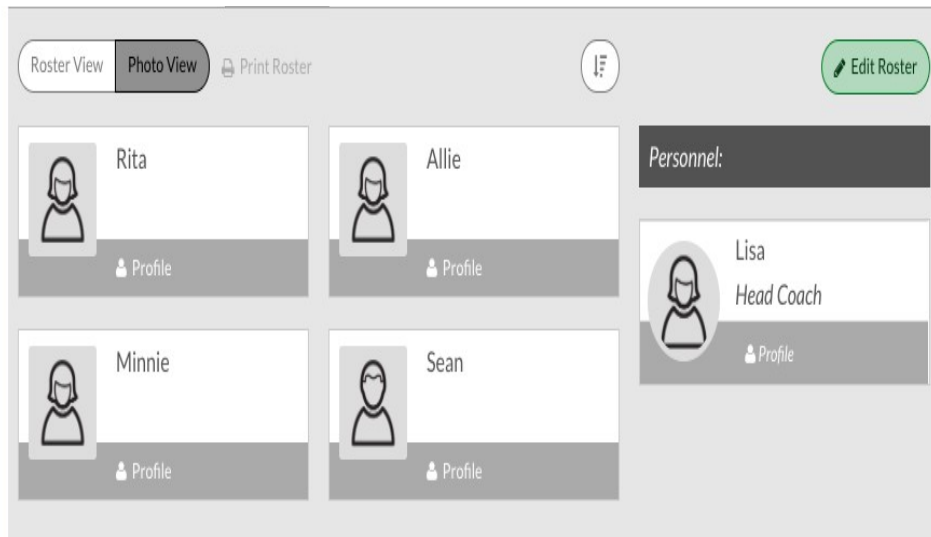 Roster View Photo View Print Roster Edit Roster
Rita
Profile
Allie
Profile
Personnel:
Lisa
Head Coach
Profile
Minnie
Profile
Sean
Profile